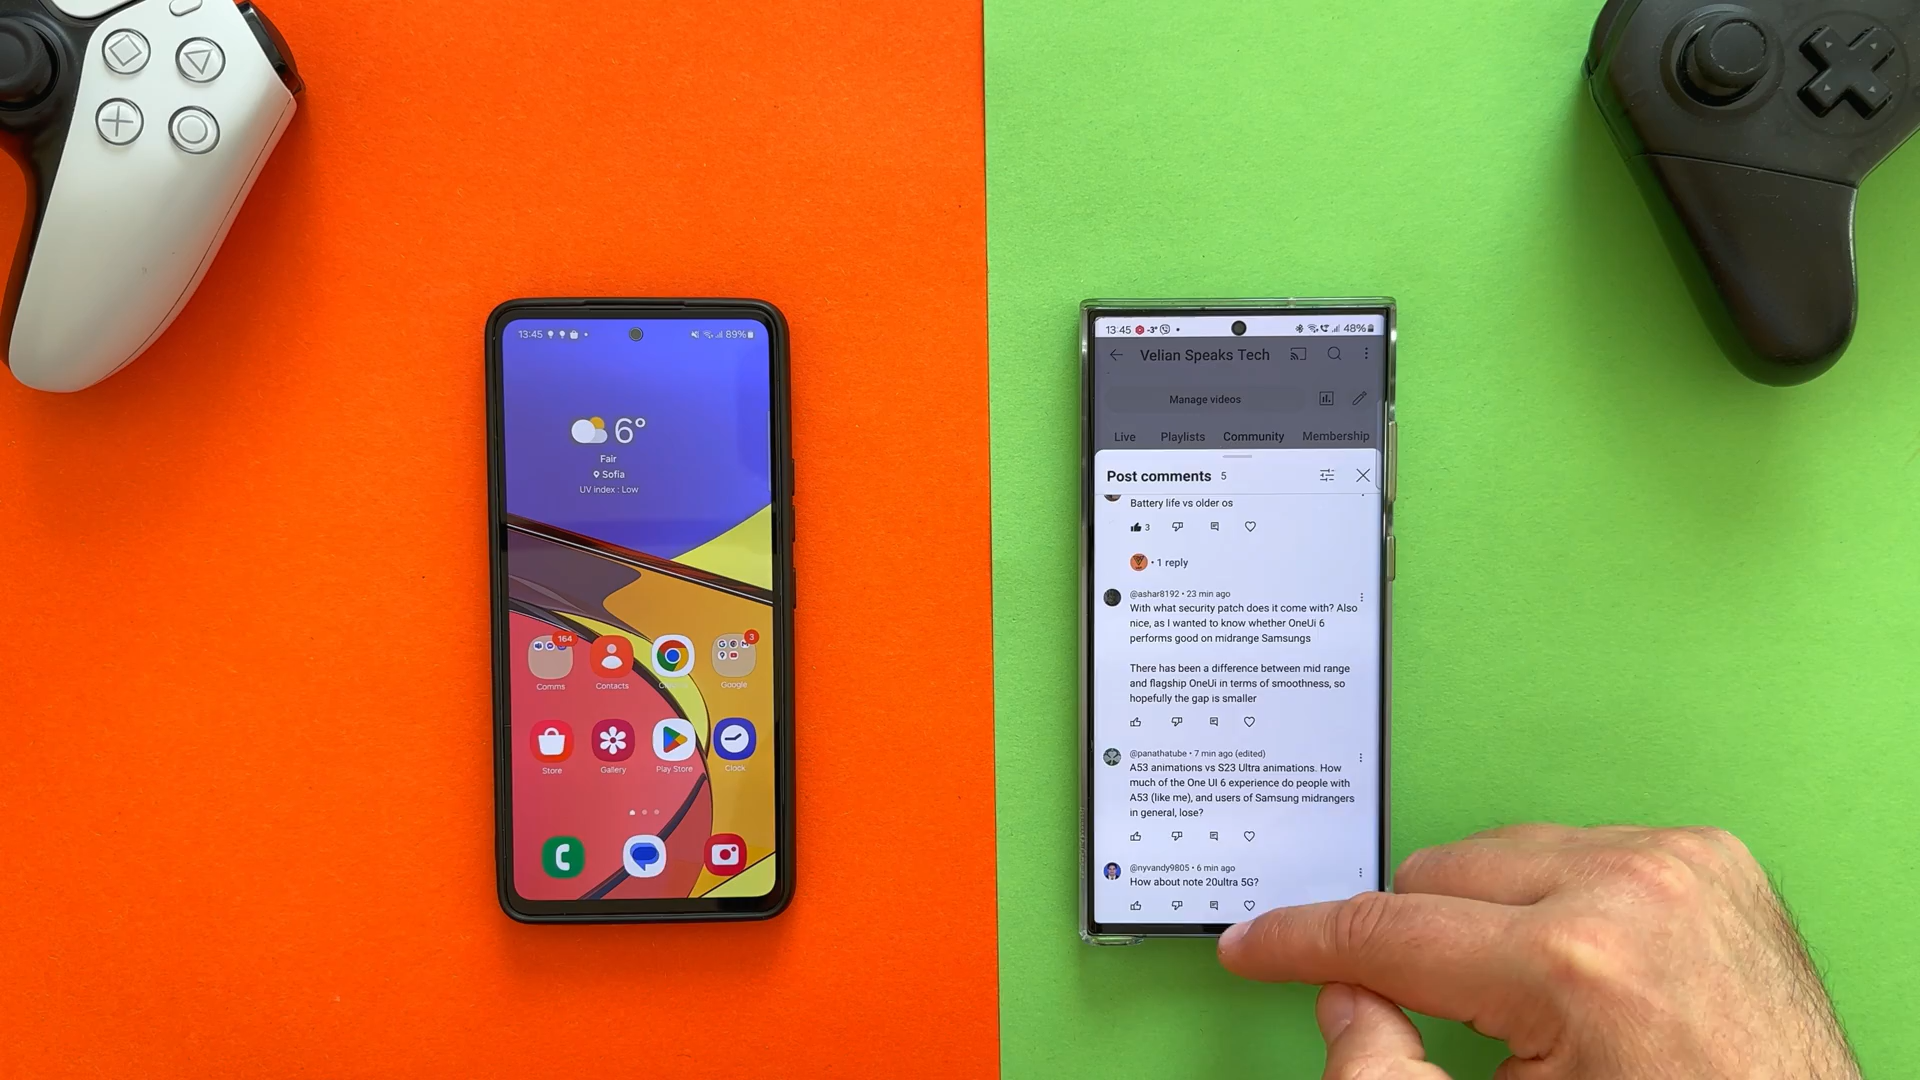 13:45
89%
6°
Fair
Sofia
UV index : Low
164
3
Comms
Contacts
Google
Store
Gallery
Play Store
Clock
13:45
-3°
48%
Velian Speaks Tech
Manage videos
Live
Playlists
Community
Membership
Post comments 5
Battery life vs older os
3
• 1 reply
@ashar8192 • 23 min ago
With what security patch does it come with? Also
nice, as I wanted to know whether OneUi 6
performs good on midrange Samsungs
There has been a difference between mid range
and flagship OneUi in terms of smoothness, so
hopefully the gap is smaller
@panathatube • 7 min ago (edited)
A53 animations vs S23 Ultra animations. How
much of the One UI 6 experience do people with
A53 (like me), and users of Samsung midrangers
in general, lose?
@nyvandy9805 • 6 min ago
How about note 20ultra 5G?